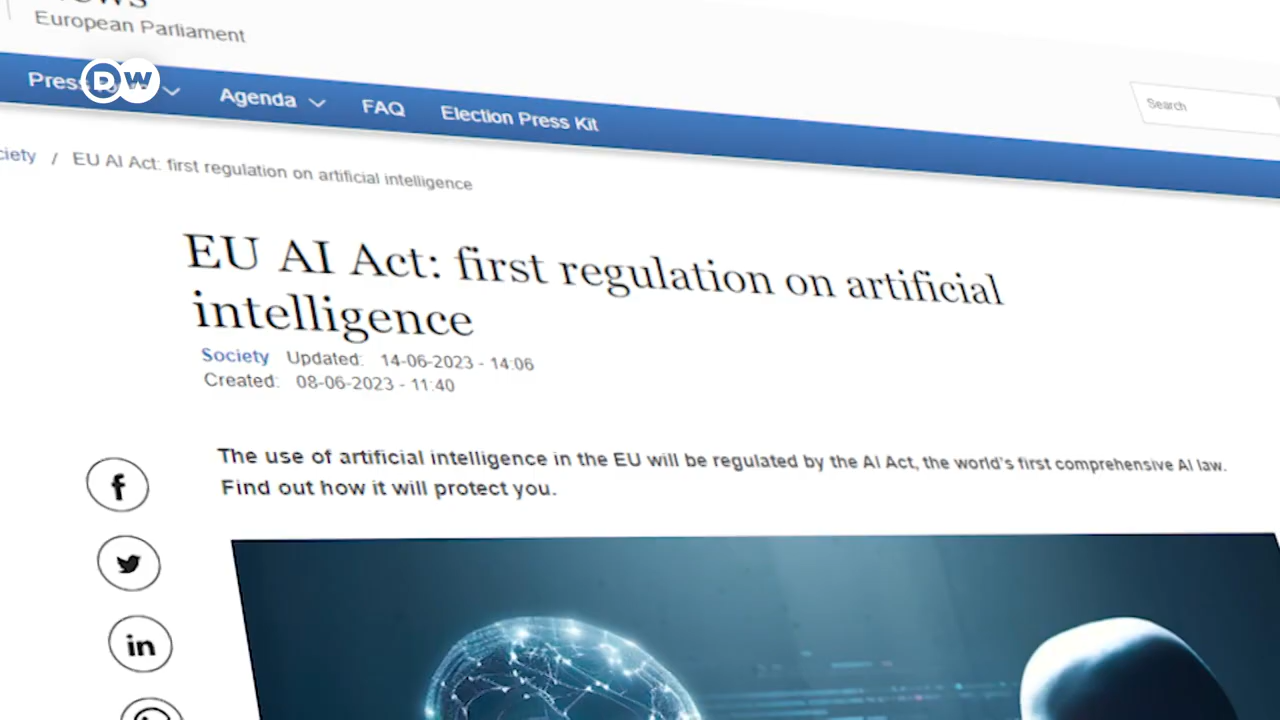 News
European Parliament
DW
Press
Agenda
FAQ
Election Press Kit
Search
/ EU AI Act: first regulation on artificial intelligence
EU AI Act: first regulation on artificial
intelligence
Society Updated: 14-06-2023 - 14:06
Created: 08-06-2023 - 11:40
The use of artificial intelligence in the EU will be regulated by the AI Act, the world's first comprehensive AI law.
Find out how it will protect you.
f
in